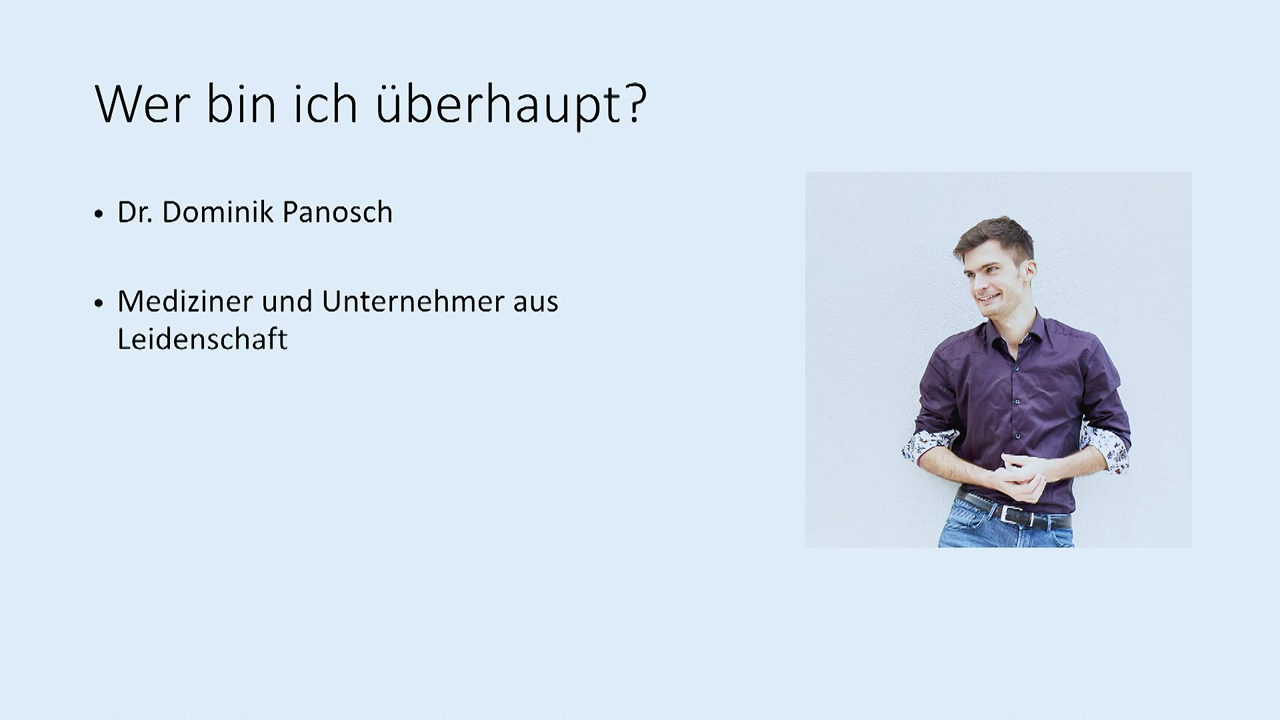 Wer bin ich überhaupt?
• Dr. Dominik Panosch
• Mediziner und Unternehmer aus
Leidenschaft